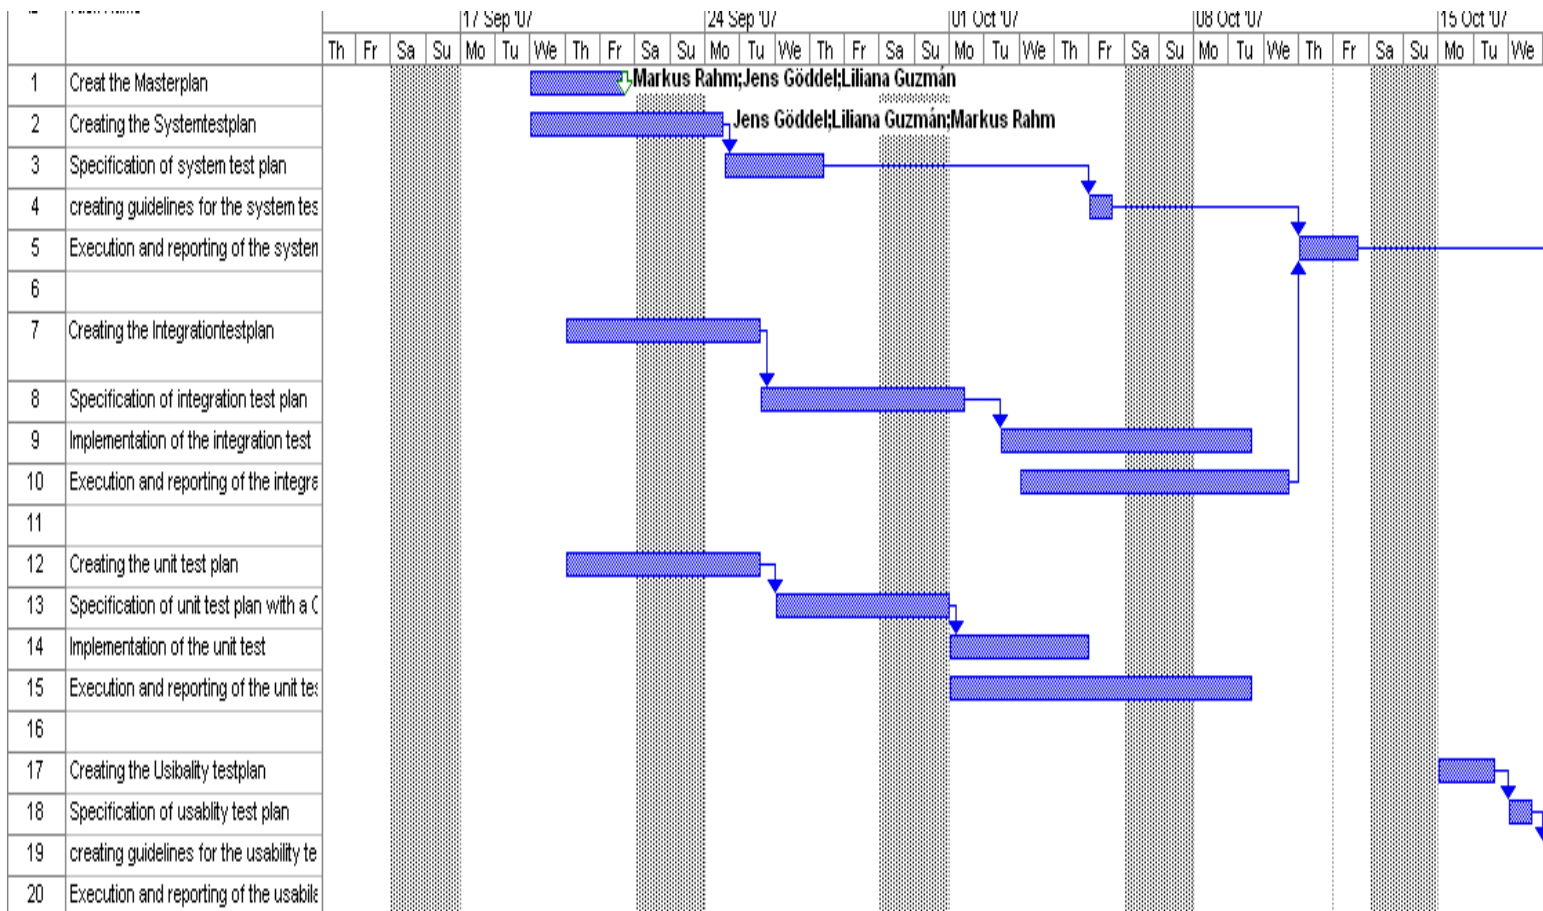 17 Sep '07 24 Sep '07 01 Oct '07 08 Oct '07 15 Oct '07
Th Fr Sa Su Mo Tu We Th Fr Sa Su Mo Tu We Th Fr Sa Su Mo Tu We Th Fr Sa Su Mo Tu We Th Fr Sa Su Mo Tu We
1 Creat the Masterplan Markus Rahm;Jens Göddel;Liliana Guzmán
2 Creating the Systemtestplan Jens Göddel;Liliana Guzmán;Markus Rahm
3 Specification of system test plan
4 creating guidelines for the system tes
5 Execution and reporting of the system
6
7 Creating the Integrationtestplan
8 Specification of integration test plan
9 Implementation of the integration test
10 Execution and reporting of the integra
11
12 Creating the unit test plan
13 Specification of unit test plan with a C
14 Implementation of the unit test
15 Execution and reporting of the unit tes
16
17 Creating the Usibality testplan
18 Specification of usablity test plan
19 creating guidelines for the usability te
20 Execution and reporting of the usabila